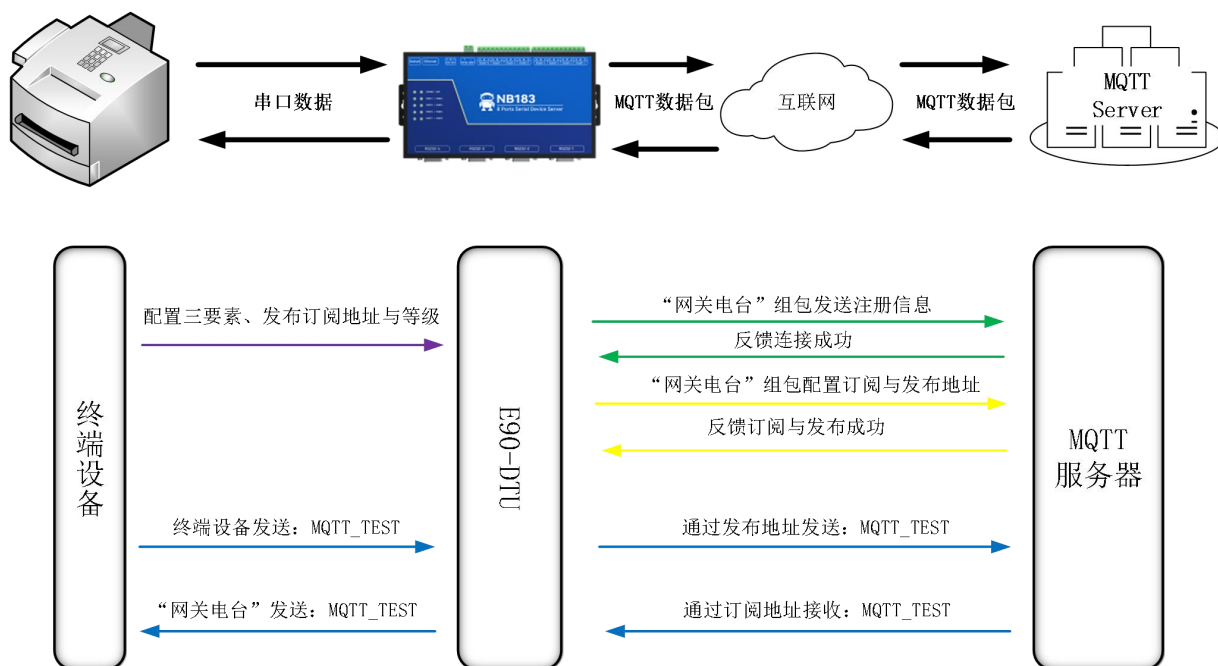 串口数据
NB183
8 Ports Serial Device Server
MQTT数据包
互联网
MQTT数据包
MQTT
Server
配置三要素、发布订阅地址与等级
“网关电台”组包发送注册信息
反馈连接成功
“网关电台”组包配置订阅与发布地址
反馈订阅与发布成功
终端设备
E90-DTU
MQTT
服务器
终端设备发送：MQTT_TEST
通过发布地址发送：MQTT_TEST
“网关电台”发送：MQTT_TEST
通过订阅地址接收：MQTT_TEST